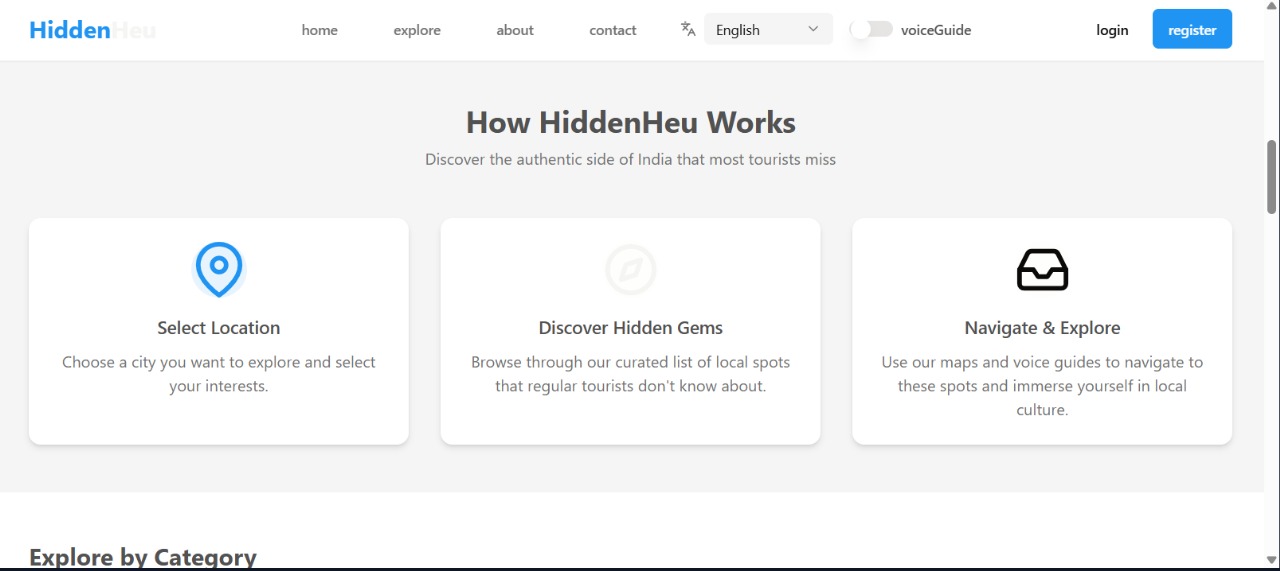 HiddenHeu
home
explore
about
contact
English
voiceGuide
login
register
How HiddenHeu Works
Discover the authentic side of India that most tourists miss
Select Location
Choose a city you want to explore and select
your interests.
Discover Hidden Gems
Browse through our curated list of local spots
that regular tourists don't know about.
Navigate & Explore
Use our maps and voice guides to navigate to
these spots and immerse yourself in local
culture.
Explore by Category